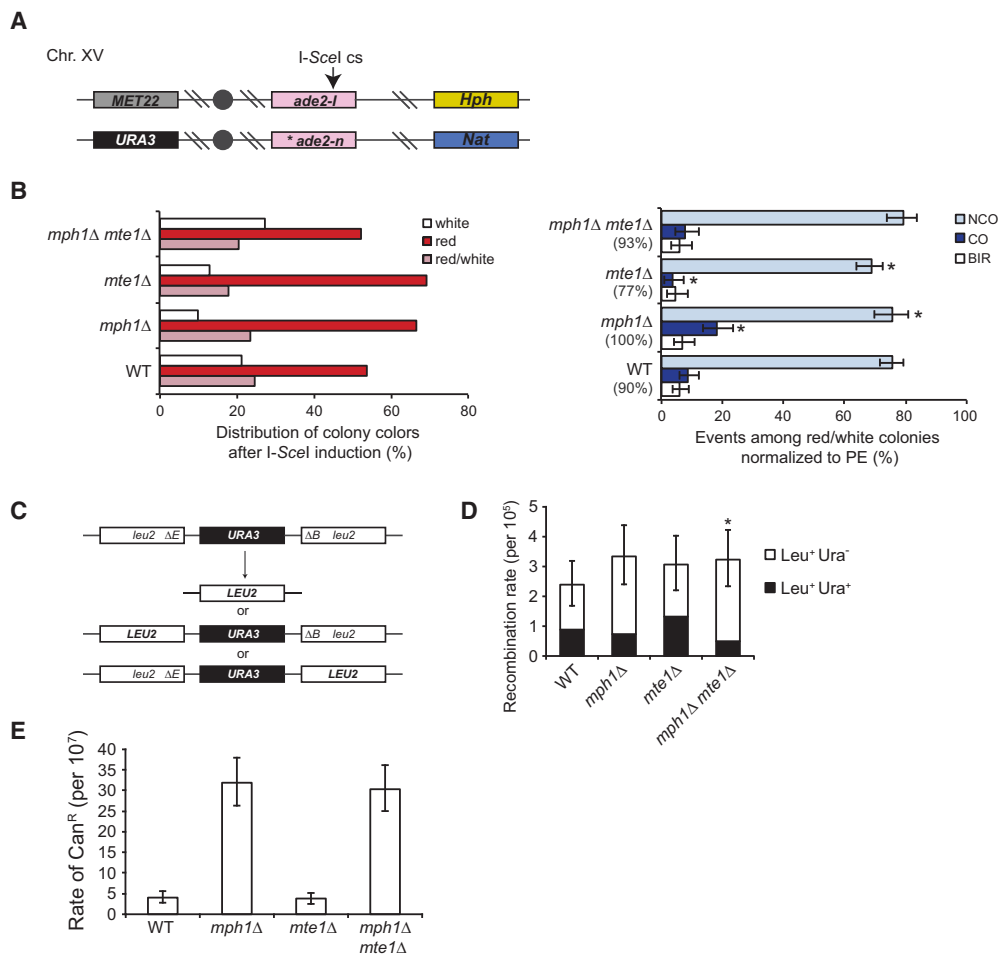 A
Chr. XV
I-SceI cs
MET22
ade2-I
Hph
URA3
* ade2-n
Nat
B
mph1Δ mte1Δ
mte1Δ
mph1Δ
WT
white
red
red/white
0 20 40 60 80
Distribution of colony colors
after I-SceI induction (%)
mph1Δ mte1Δ
(93%)
mte1Δ
(77%)
mph1Δ
(100%)
WT
(90%)
NCO
CO
BIR
*
*
*
*
0 20 40 60 80 100
Events among red/white colonies
normalized to PE (%)
C
leu2 ΔE URA3 ΔB leu2
LEU2
or
LEU2 URA3 ΔB leu2
or
leu2 ΔE URA3 LEU2
D
Recombination rate (per 10⁵)
5
4
3
2
1
0
*
Leu⁺ Ura⁻
Leu⁺ Ura⁺
WT
mph1Δ
mte1Δ
mph1Δ mte1Δ
E
Rate of Canᴿ (per 10⁷)
40
35
30
25
20
15
10
5
0
WT mph1Δ mte1Δ mph1Δ
mte1Δ